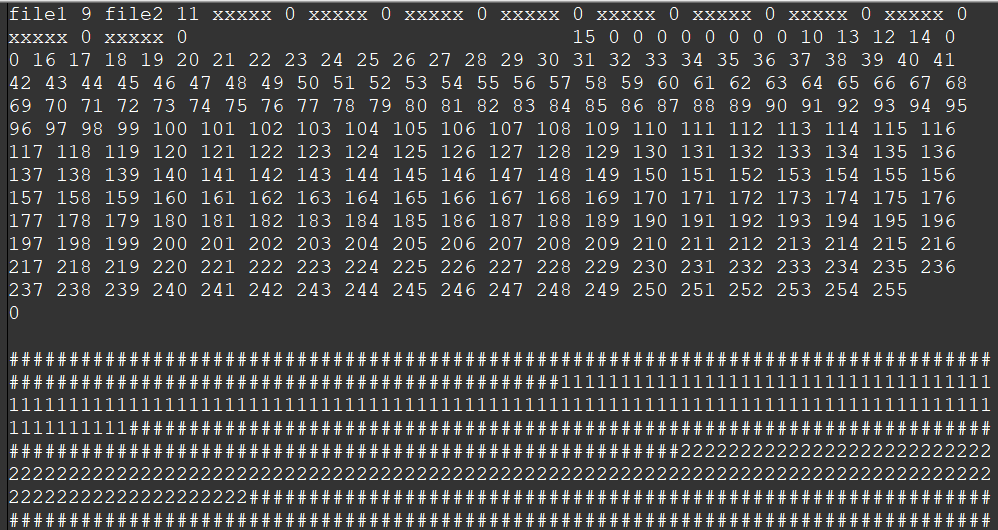 file1 9 file2 11 xxxxx 0 xxxxx 0 xxxxx 0 xxxxx 0 xxxxx 0 xxxxx 0 xxxxx 0 xxxxx 0
xxxxx 0 xxxxx 0                                15 0 0 0 0 0 0 0 0 10 13 12 14 0
0 16 17 18 19 20 21 22 23 24 25 26 27 28 29 30 31 32 33 34 35 36 37 38 39 40 41
42 43 44 45 46 47 48 49 50 51 52 53 54 55 56 57 58 59 60 61 62 63 64 65 66 67 68
69 70 71 72 73 74 75 76 77 78 79 80 81 82 83 84 85 86 87 88 89 90 91 92 93 94 95
96 97 98 99 100 101 102 103 104 105 106 107 108 109 110 111 112 113 114 115 116
117 118 119 120 121 122 123 124 125 126 127 128 129 130 131 132 133 134 135 136
137 138 139 140 141 142 143 144 145 146 147 148 149 150 151 152 153 154 155 156
157 158 159 160 161 162 163 164 165 166 167 168 169 170 171 172 173 174 175 176
177 178 179 180 181 182 183 184 185 186 187 188 189 190 191 192 193 194 195 196
197 198 199 200 201 202 203 204 205 206 207 208 209 210 211 212 213 214 215 216
217 218 219 220 221 222 223 224 225 226 227 228 229 230 231 232 233 234 235 236
237 238 239 240 241 242 243 244 245 246 247 248 249 250 251 252 253 254 255
0
##################################################################################
##############################################111111111111111111111111111111111111
1111111111111111111111111111111111111111111111111111111111111111111111111111111111
1111111111########################################################################
########################################################22222222222222222222222222
2222222222222222222222222222222222222222222222222222222222222222222222222222222222
22222222222222222222##############################################################
##################################################################################